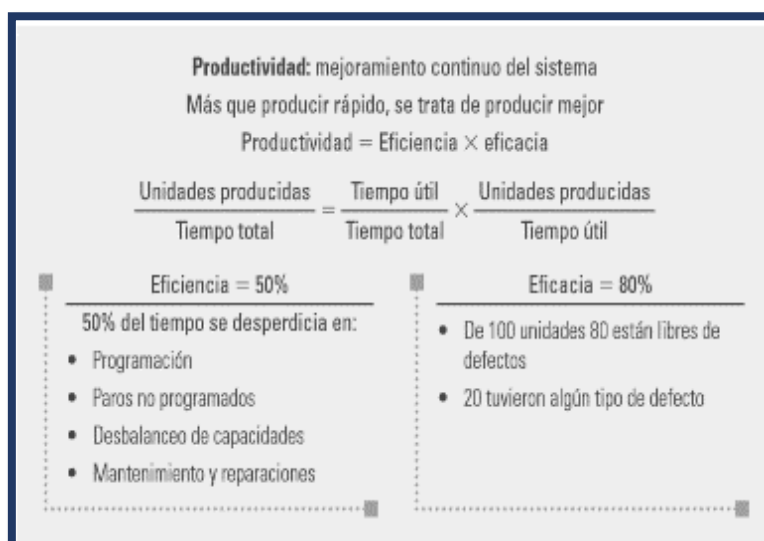 Productividad: mejoramiento continuo del sistema
Más que producir rápido, se trata de producir mejor
Productividad = Eficiencia × eficacia
Unidades producidas / Tiempo total = Tiempo útil / Tiempo total × Unidades producidas / Tiempo útil
Eficiencia = 50%
50% del tiempo se desperdicia en:
• Programación
• Paros no programados
• Desbalanceo de capacidades
• Mantenimiento y reparaciones
Eficacia = 80%
• De 100 unidades 80 están libres de
defectos
• 20 tuvieron algún tipo de defecto